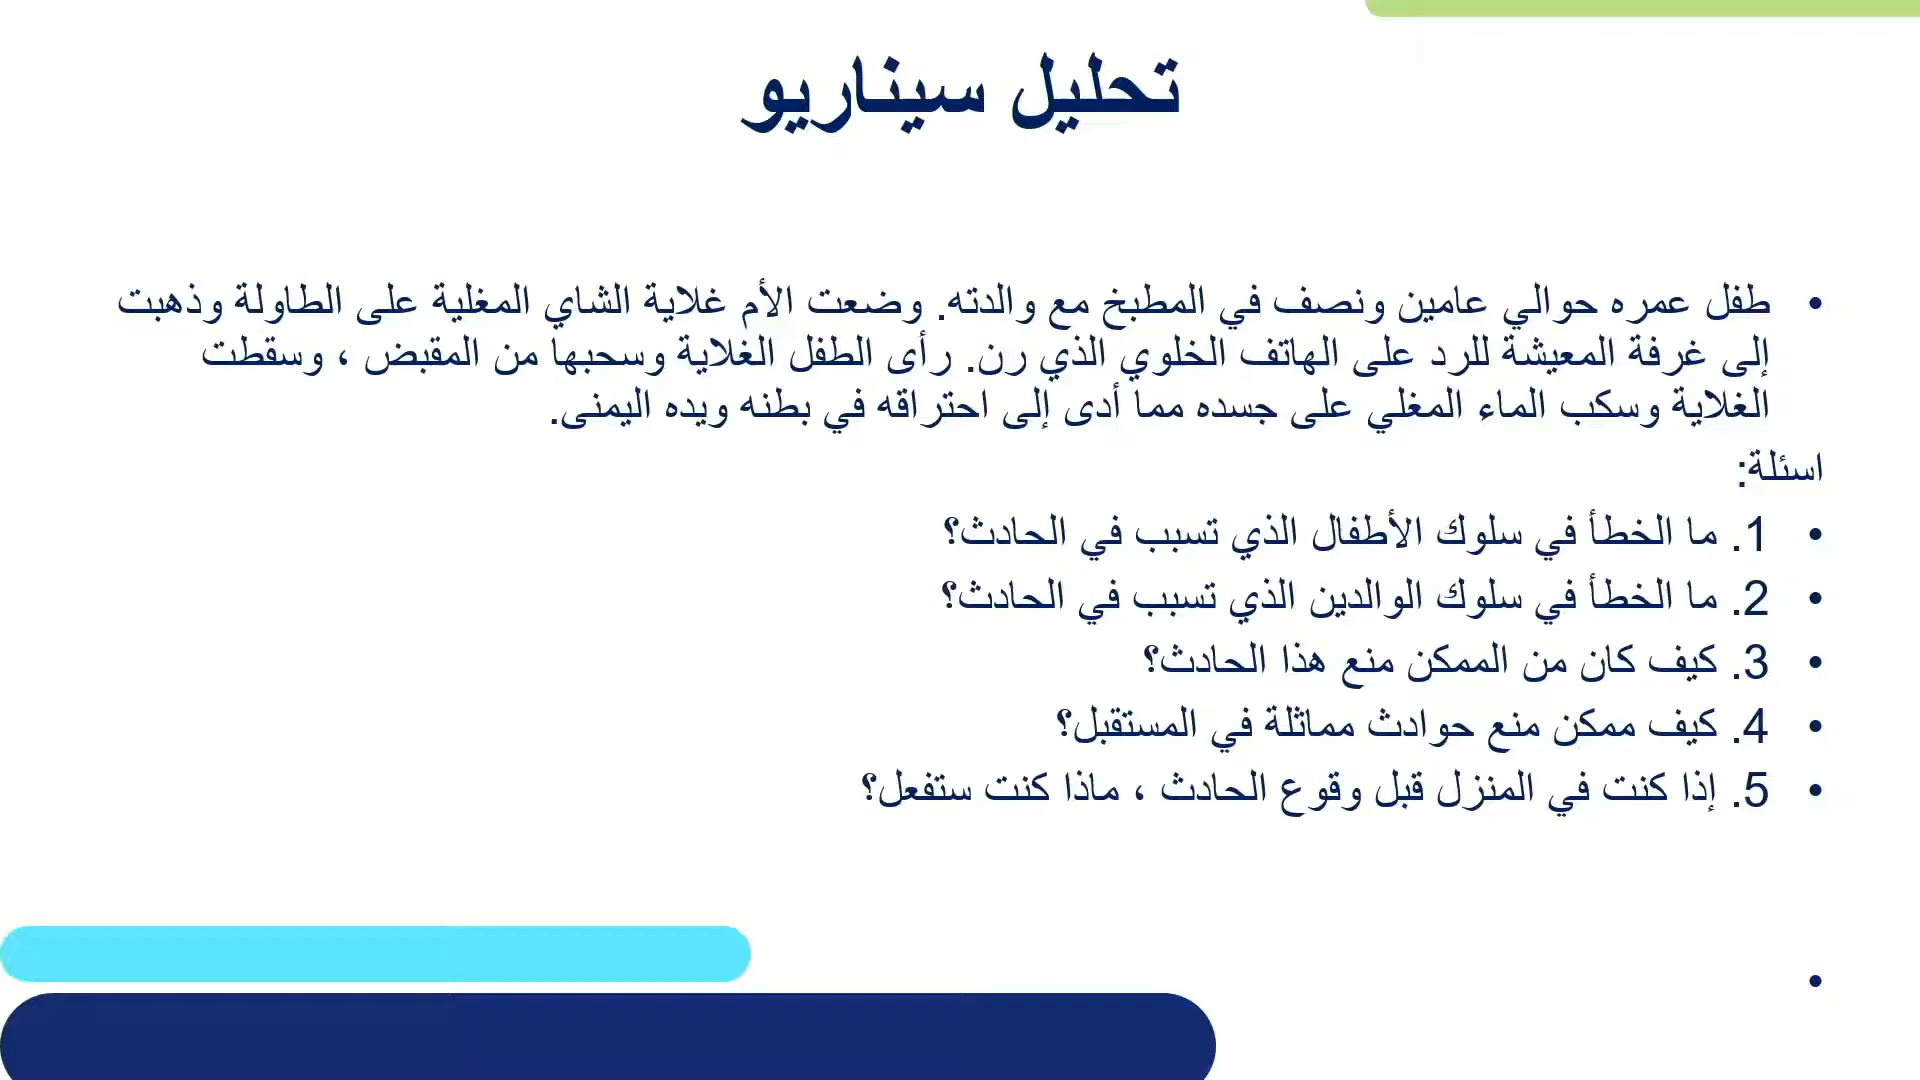 تحليل سيناريو
• طفل عمره حوالي عامين ونصف في المطبخ مع والدته. وضعت الأم غلاية الشاي المغلية على الطاولة وذهبت
إلى غرفة المعيشة للرد على الهاتف الخلوي الذي رن. رأى الطفل الغلاية وسحبها من المقبض ، وسقطت
الغلاية وسكب الماء المغلي على جسده مما أدى إلى احتراقه في بطنه ويده اليمنى.
اسئلة:
• 1. ما الخطأ في سلوك الأطفال الذي تسبب في الحادث؟
• 2. ما الخطأ في سلوك الوالدين الذي تسبب في الحادث؟
• 3. كيف كان من الممكن منع هذا الحادث؟
• 4. كيف ممكن منع حوادث مماثلة في المستقبل؟
• 5. إذا كنت في المنزل قبل وقوع الحادث ، ماذا كنت ستفعل؟
•